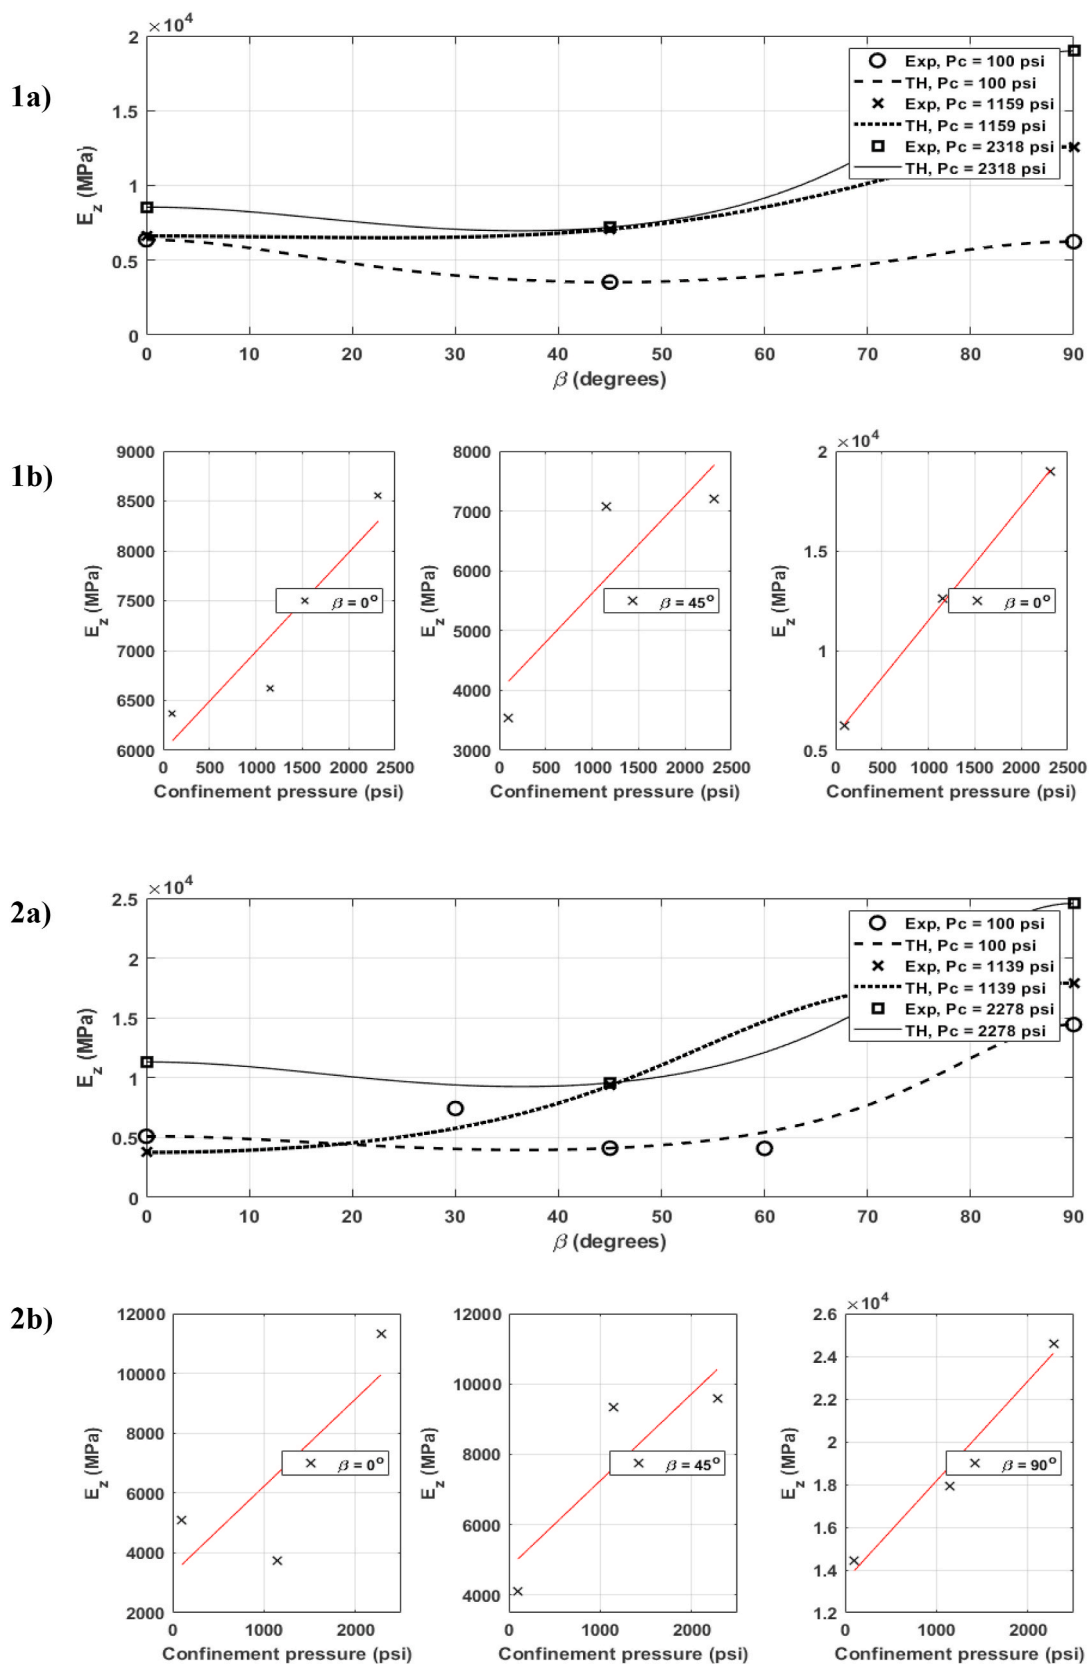 1a)
×10⁴
2
1.5
1
0.5
0
E_z (MPa)
Exp, Pc = 100 psi
TH, Pc = 100 psi
Exp, Pc = 1159 psi
TH, Pc = 1159 psi
Exp, Pc = 2318 psi
TH, Pc = 2318 psi
0 10 20 30 40 50 60 70 80 90
β (degrees)
1b)
9000
8500
8000
7500
7000
6500
6000
E_z (MPa)
β = 0°
0 500 1000 1500 2000 2500
Confinement pressure (psi)
8000
7000
6000
5000
4000
3000
E_z (MPa)
β = 45°
0 500 1000 1500 2000 2500
Confinement pressure (psi)
×10⁴
2
1.5
1
0.5
E_z (MPa)
β = 0°
0 500 1000 1500 2000 2500
Confinement pressure (psi)
2a)
×10⁴
2.5
2
1.5
1
0.5
0
E_z (MPa)
Exp, Pc = 100 psi
TH, Pc = 100 psi
Exp, Pc = 1139 psi
TH, Pc = 1139 psi
Exp, Pc = 2278 psi
TH, Pc = 2278 psi
0 10 20 30 40 50 60 70 80 90
β (degrees)
2b)
12000
10000
8000
6000
4000
2000
E_z (MPa)
β = 0°
0 1000 2000
Confinement pressure (psi)
12000
10000
8000
6000
4000
E_z (MPa)
β = 45°
0 1000 2000
Confinement pressure (psi)
×10⁴
2.6
2.4
2.2
2
1.8
1.6
1.4
1.2
E_z (MPa)
β = 90°
0 1000 2000
Confinement pressure (psi)